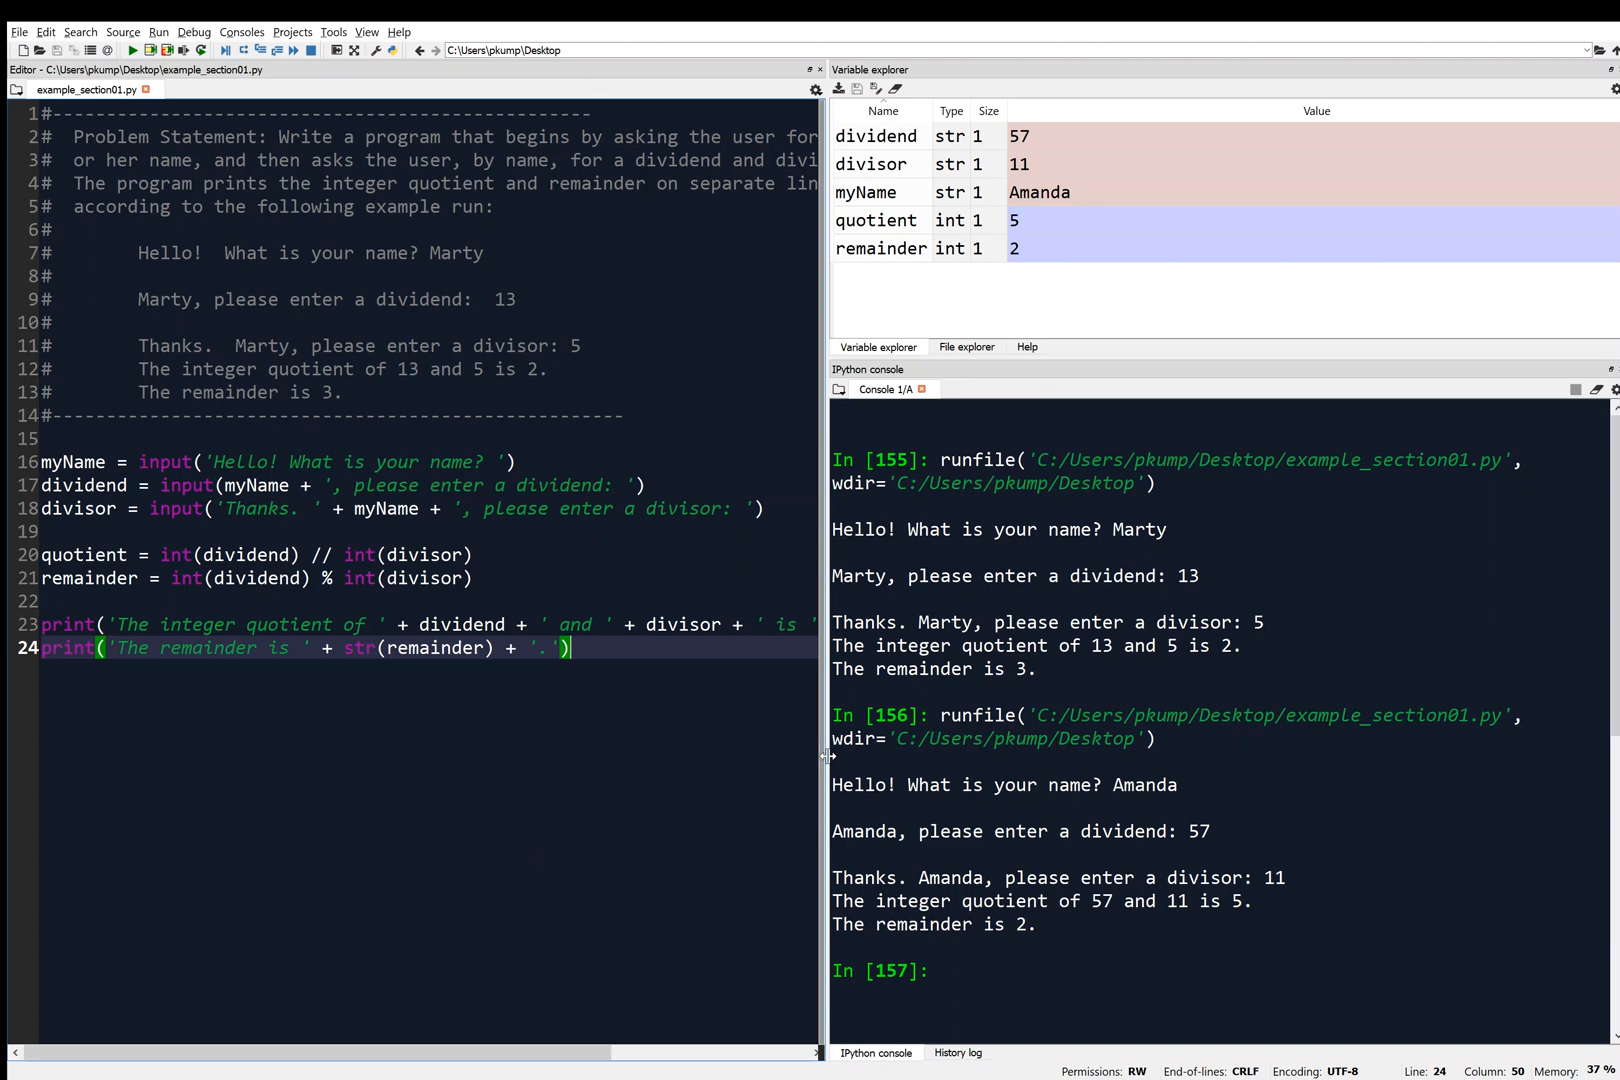 File Edit Search Source Run Debug Consoles Projects Tools View Help
C:\Users\pkump\Desktop
Editor - C:\Users\pkump\Desktop\example_section01.py
example_section01.py
1 #--------------------------------------------------
2 # Problem Statement: Write a program that begins by asking the user for
3 # or her name, and then asks the user, by name, for a dividend and divi
4 # The program prints the integer quotient and remainder on separate lin
5 # according to the following example run:
6 #
7 # Hello! What is your name? Marty
8 #
9 # Marty, please enter a dividend: 13
10 #
11 # Thanks. Marty, please enter a divisor: 5
12 # The integer quotient of 13 and 5 is 2.
13 # The remainder is 3.
14 #-----------------------------------------------------
15
16 myName = input('Hello! What is your name? ')
17 dividend = input(myName + ', please enter a dividend: ')
18 divisor = input('Thanks. ' + myName + ', please enter a divisor: ')
19
20 quotient = int(dividend) // int(divisor)
21 remainder = int(dividend) % int(divisor)
22
23 print('The integer quotient of ' + dividend + ' and ' + divisor + ' is '
24 print('The remainder is ' + str(remainder) + '.')
Variable explorer
Name Type Size Value
dividend str 1 57
divisor str 1 11
myName str 1 Amanda
quotient int 1 5
remainder int 1 2
Variable explorer File explorer Help
IPython console
Console 1/A
In [155]: runfile('C:/Users/pkump/Desktop/example_section01.py',
wdir='C:/Users/pkump/Desktop')
Hello! What is your name? Marty
Marty, please enter a dividend: 13
Thanks. Marty, please enter a divisor: 5
The integer quotient of 13 and 5 is 2.
The remainder is 3.
In [156]: runfile('C:/Users/pkump/Desktop/example_section01.py',
wdir='C:/Users/pkump/Desktop')
Hello! What is your name? Amanda
Amanda, please enter a dividend: 57
Thanks. Amanda, please enter a divisor: 11
The integer quotient of 57 and 11 is 5.
The remainder is 2.
In [157]:
IPython console History log
Permissions: RW End-of-lines: CRLF Encoding: UTF-8 Line: 24 Column: 50 Memory: 37 %